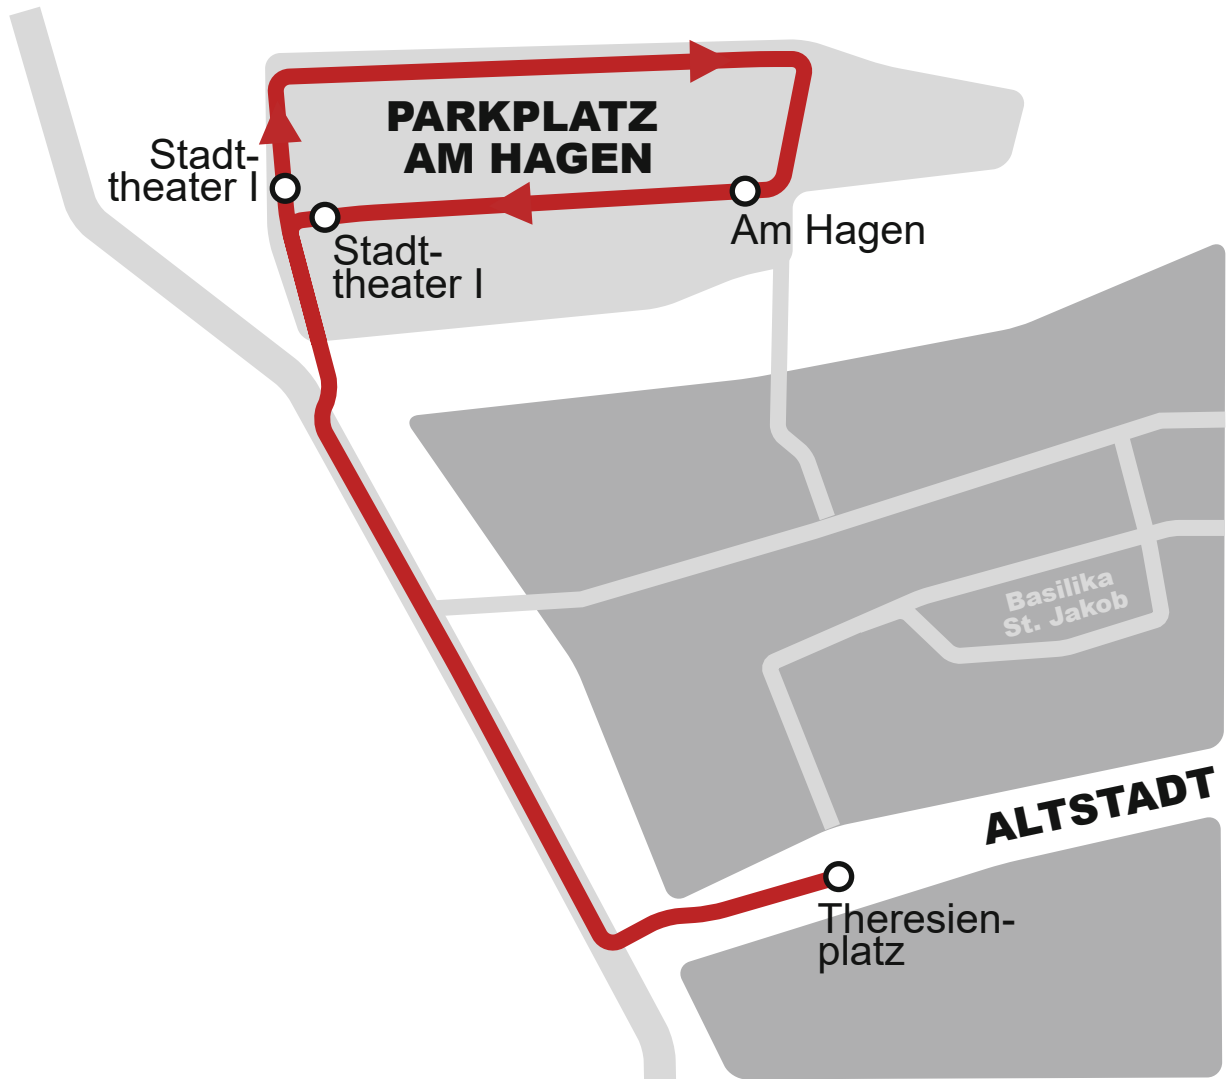 PARKPLATZ
AM HAGEN
Stadt-
theater I
Stadt-
theater I
Am Hagen
Basilika
St. Jakob
ALTSTADT
Theresien-
platz